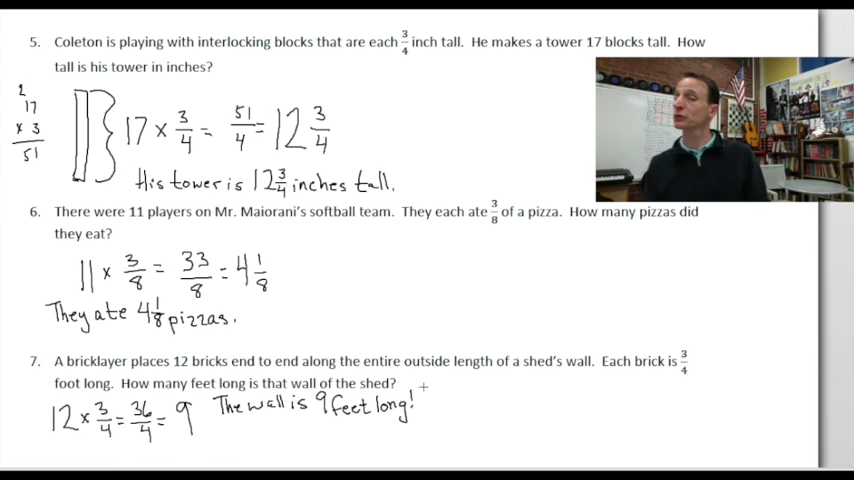 5. Coleton is playing with interlocking blocks that are each 3/4 inch tall. He makes a tower 17 blocks tall. How
tall is his tower in inches?
2
17
x 3
51
17 × 3/4 = 51/4 = 12 3/4
His tower is 12 3/4 inches tall.
6. There were 11 players on Mr. Maiorani's softball team. They each ate 3/8 of a pizza. How many pizzas did
they eat?
11 × 3/8 = 33/8 = 4 1/8
They ate 4 1/8 pizzas.
7. A bricklayer places 12 bricks end to end along the entire outside length of a shed's wall. Each brick is 3/4
foot long. How many feet long is that wall of the shed?
12 × 3/4 = 36/4 = 9 The wall is 9 feet long!